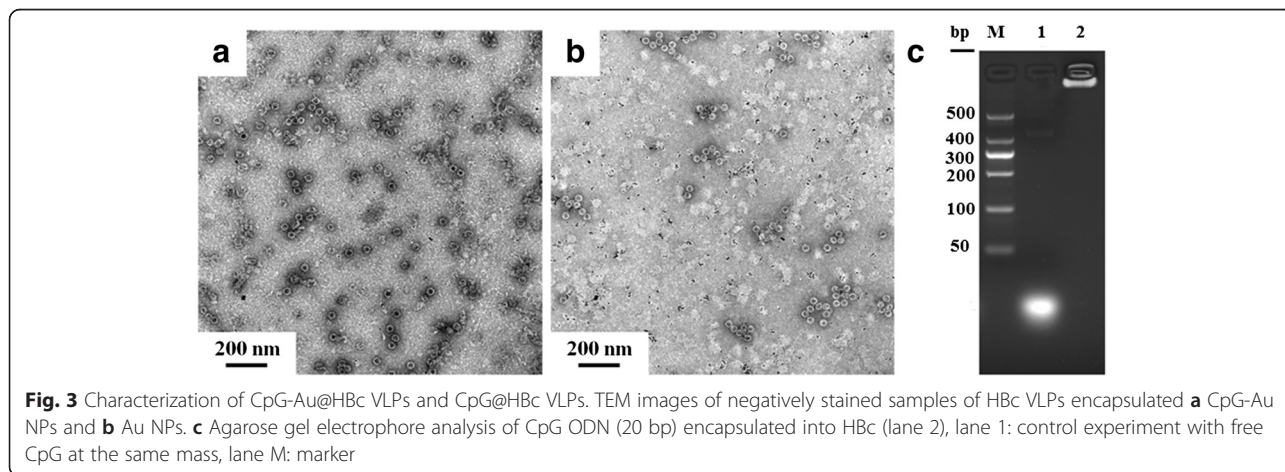 a
b
c
bp M 1 2
500
400
300
200
100
50
200 nm
200 nm
Fig. 3 Characterization of CpG-Au@HBc VLPs and CpG@HBc VLPs. TEM images of negatively stained samples of HBc VLPs encapsulated a CpG-Au
NPs and b Au NPs. c Agarose gel electrophore analysis of CpG ODN (20 bp) encapsulated into HBc (lane 2), lane 1: control experiment with free
CpG at the same mass, lane M: marker